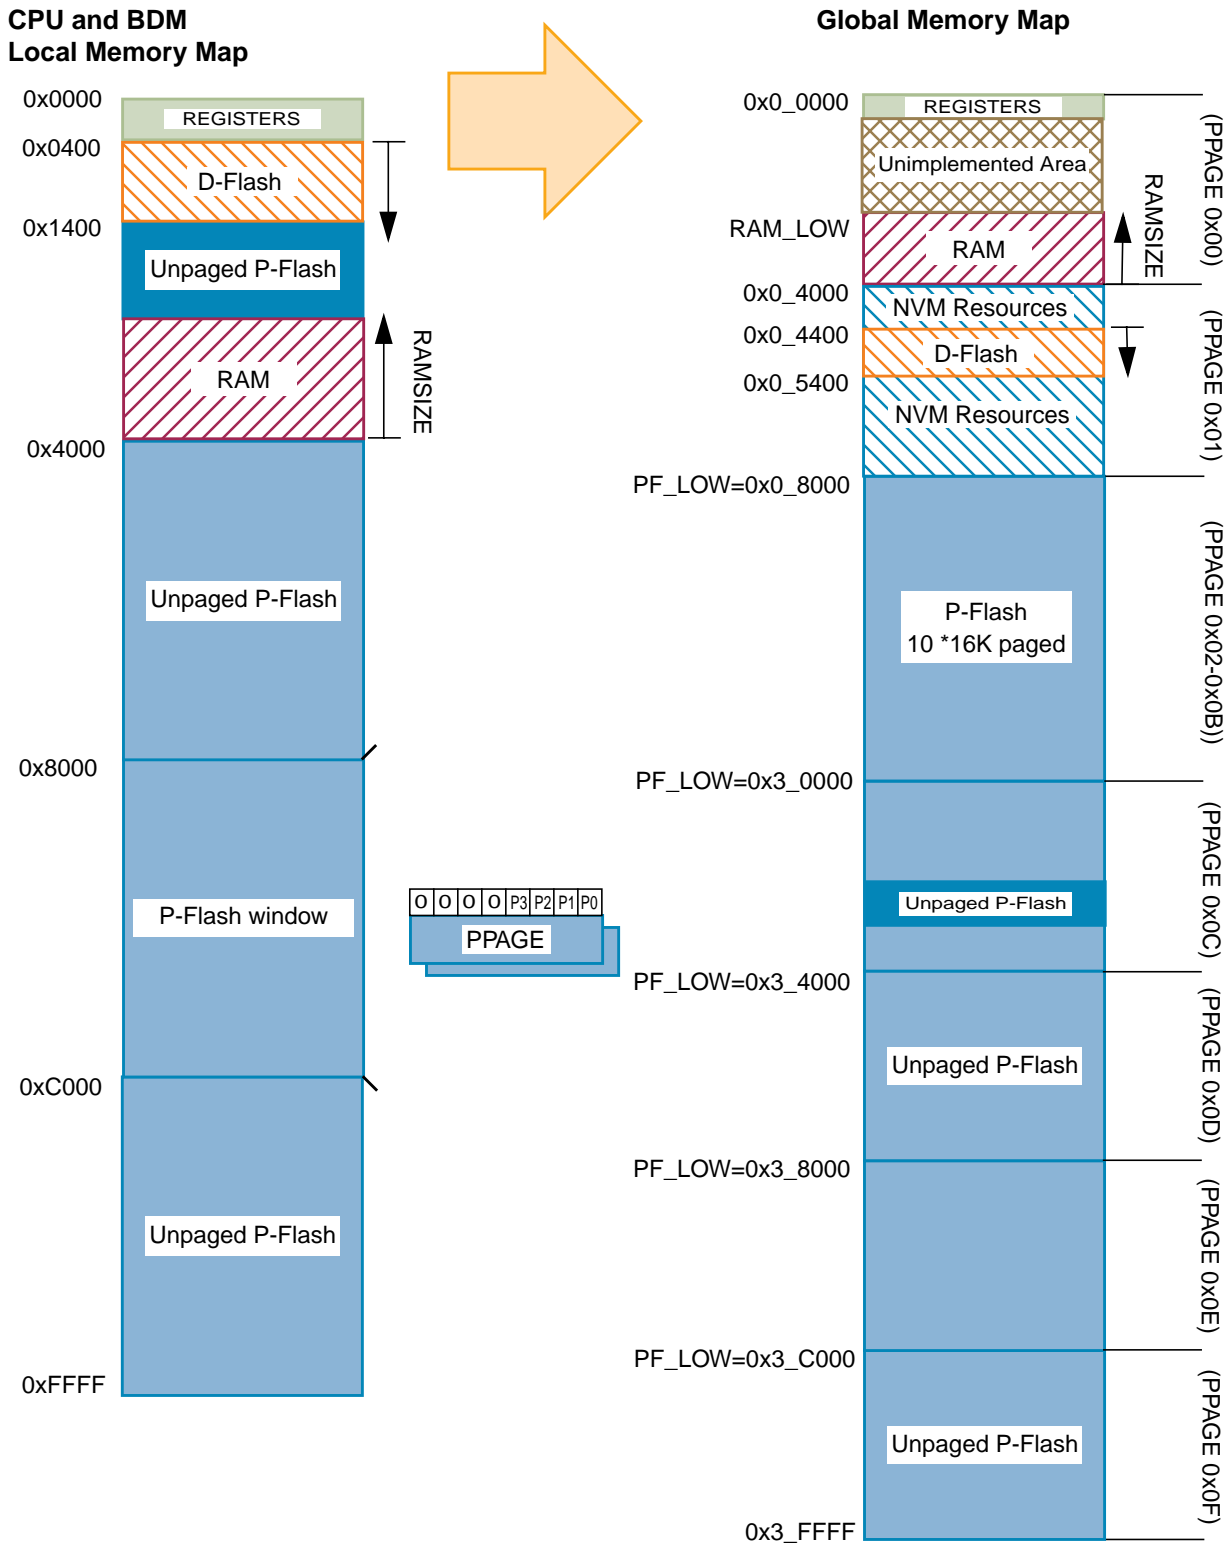 CPU and BDM
Local Memory Map
Global Memory Map
0x0000
REGISTERS
0x0400
D-Flash
0x1400
Unpaged P-Flash
RAM
RAMSIZE
0x4000
Unpaged P-Flash
0x8000
P-Flash window
0xC000
Unpaged P-Flash
0xFFFF
0 0 0 0 P3 P2 P1 P0
PPAGE
0x0_0000
REGISTERS
Unimplemented Area
RAM_LOW
RAM
RAMSIZE
(PPAGE 0x00)
0x0_4000
NVM Resources
0x0_4400
D-Flash
0x0_5400
NVM Resources
(PPAGE 0x01)
PF_LOW=0x0_8000
P-Flash
10 *16K paged
(PPAGE 0x02-0x0B))
PF_LOW=0x3_0000
Unpaged P-Flash
(PPAGE 0x0C)
PF_LOW=0x3_4000
Unpaged P-Flash
(PPAGE 0x0D)
PF_LOW=0x3_8000
(PPAGE 0x0E)
PF_LOW=0x3_C000
Unpaged P-Flash
(PPAGE 0x0F)
0x3_FFFF